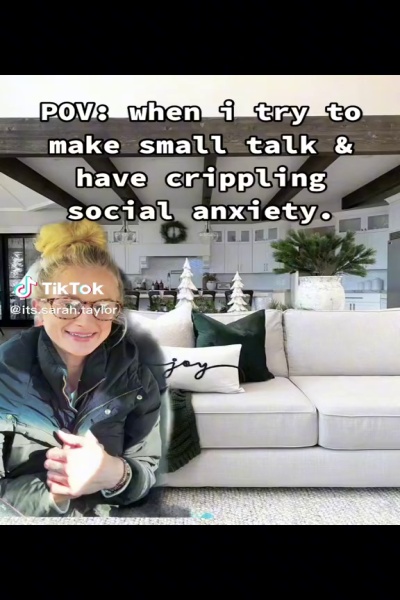 POV: when i try to
make small talk &
have crippling
social anxiety.
TikTok
@its.sarah.taylor
joy